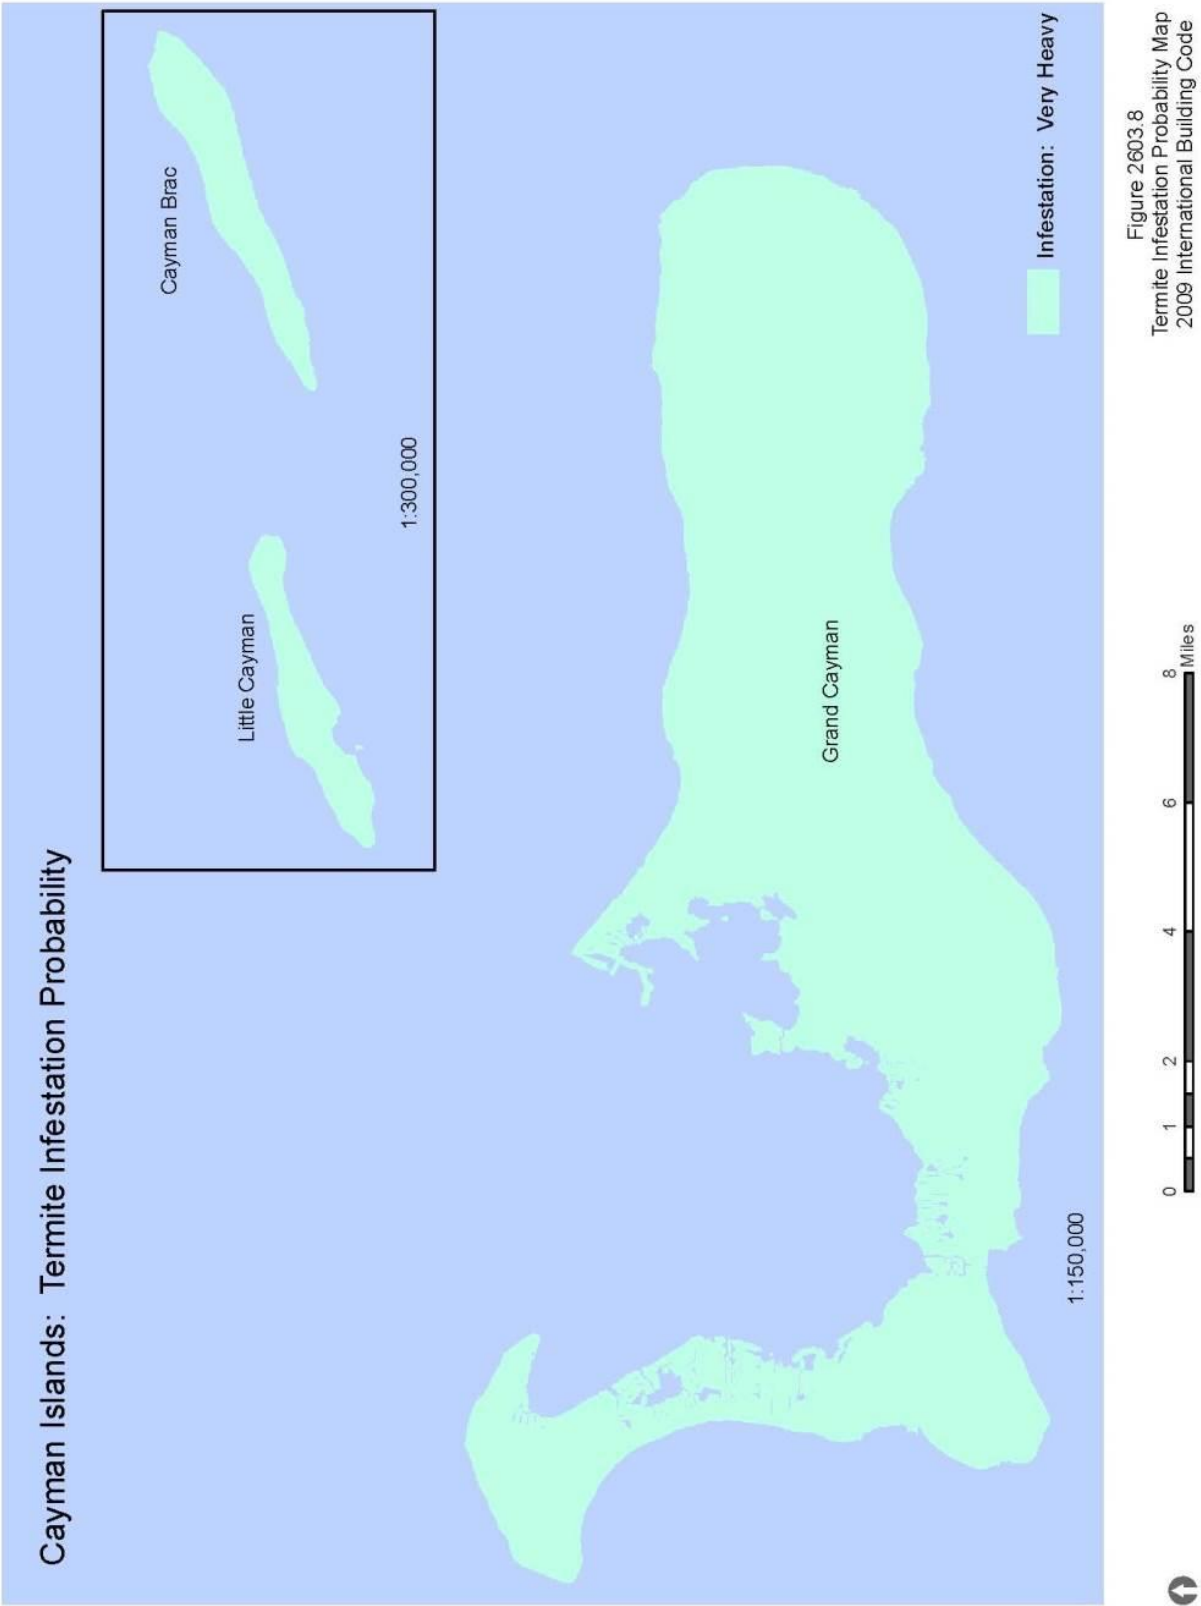 Cayman Islands:  Termite Infestation Probability
Cayman Brac
Little Cayman
1:300,000
Grand Cayman
Infestation:  Very Heavy
1:150,000
0 1 2 4 6 8
Miles
Figure 2603.8
Termite Infestation Probability Map
2009 International Building Code